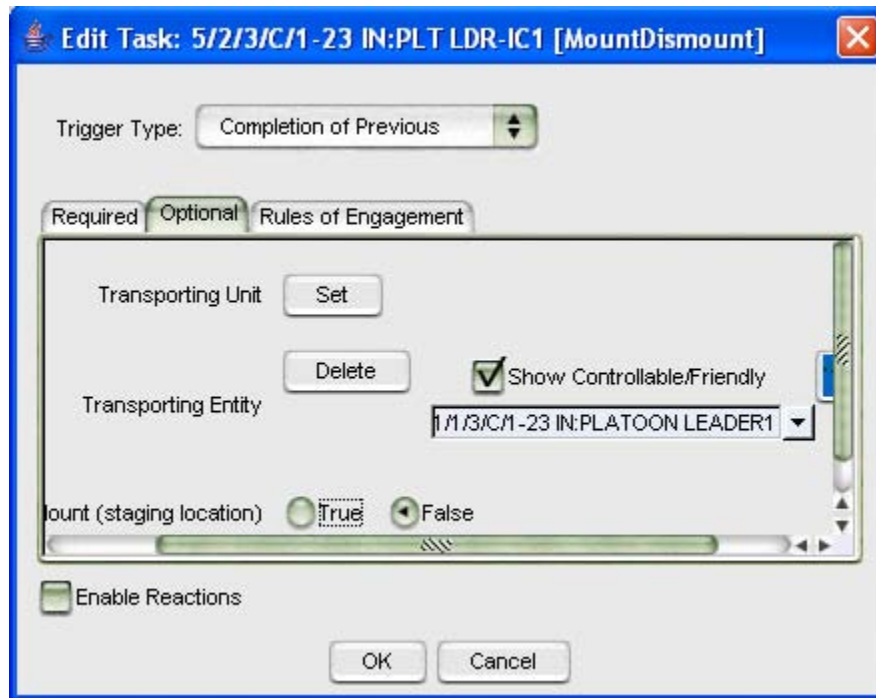 Edit Task: 5/2/3/C/1-23 IN:PLT LDR-IC1 [MountDismount]
Trigger Type: Completion of Previous
Required Optional Rules of Engagement
Transporting Unit Set
Delete Show Controllable/Friendly
Transporting Entity
1/1/3/C/1-23 IN:PLATOON LEADER1
lount (staging location) True False
Enable Reactions
OK Cancel